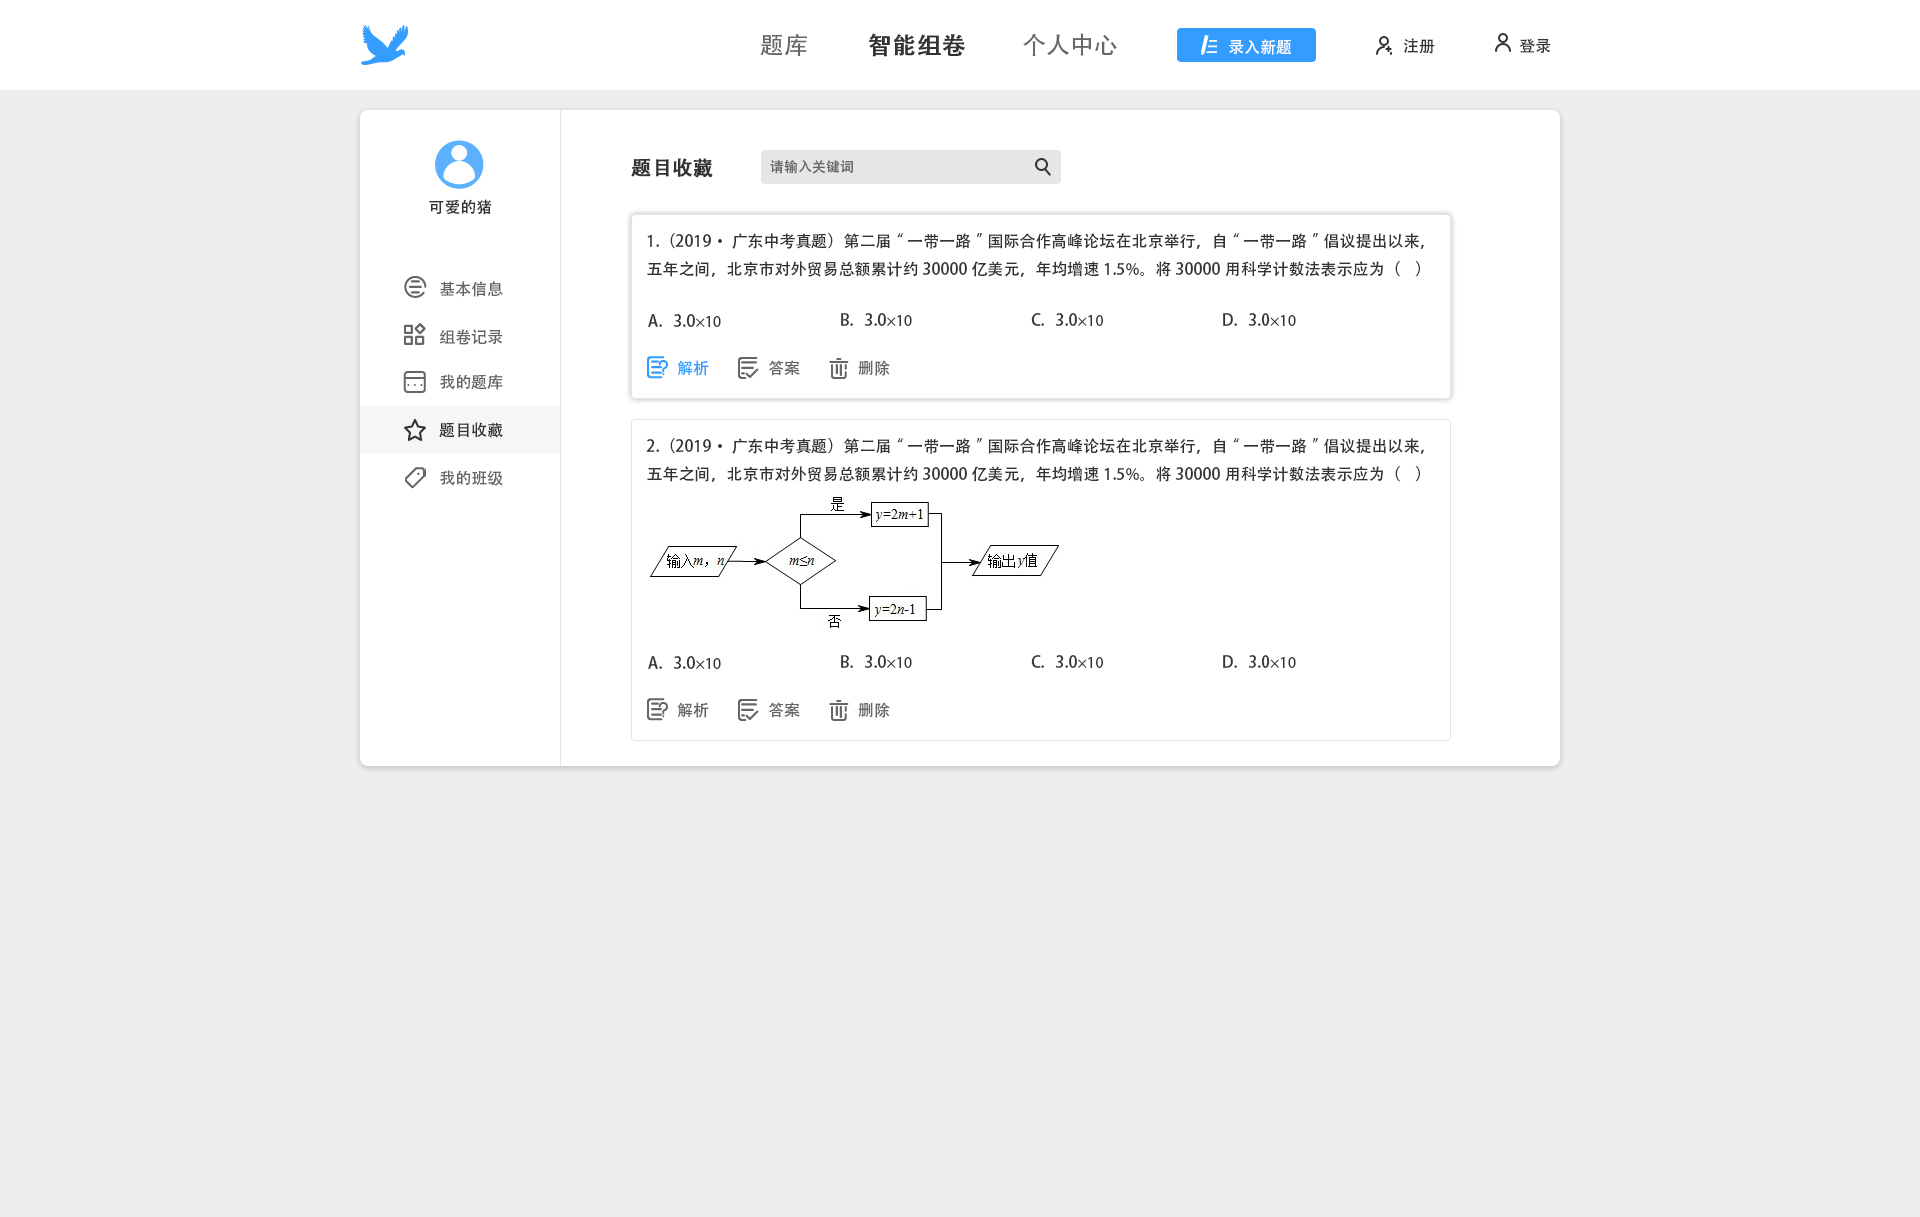 题库
智能组卷
个人中心
录入新题
注册
登录
可爱的猪
基本信息
组卷记录
我的题库
题目收藏
我的班级
题目收藏
请输入关键词
1.（2019• 广东中考真题）第二届“一带一路”国际合作高峰论坛在北京举行，自“一带一路”倡议提出以来，
五年之间，北京市对外贸易总额累计约 30000 亿美元，年均增速 1.5%。将 30000 用科学计数法表示应为（ ）
A. 3.0×10
B. 3.0×10
C. 3.0×10
D. 3.0×10
解析
答案
删除
2.（2019• 广东中考真题）第二届“一带一路”国际合作高峰论坛在北京举行，自“一带一路”倡议提出以来，
五年之间，北京市对外贸易总额累计约 30000 亿美元，年均增速 1.5%。将 30000 用科学计数法表示应为（ ）
是
y=2m+1
输入m，n
m≤n
输出y值
y=2n-1
否
A. 3.0×10
B. 3.0×10
C. 3.0×10
D. 3.0×10
解析
答案
删除